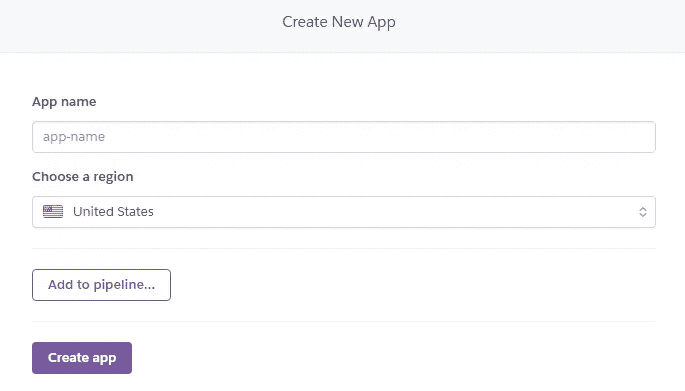 Create New App
App name
app-name
Choose a region
United States
Add to pipeline...
Create app